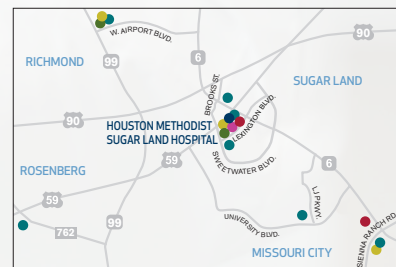 W. AIRPORT BLVD.
90
RICHMOND
99
6
BROOKS ST.
SUGAR LAND
LEXINGTON BLVD.
90
HOUSTON METHODIST
SUGAR LAND HOSPITAL
59
SWEETWATER BLVD.
6
ROSENBERG
59
LJ PKWY.
UNIVERSITY BLVD.
99
762
SIENNA RANCH RD.
MISSOURI CITY